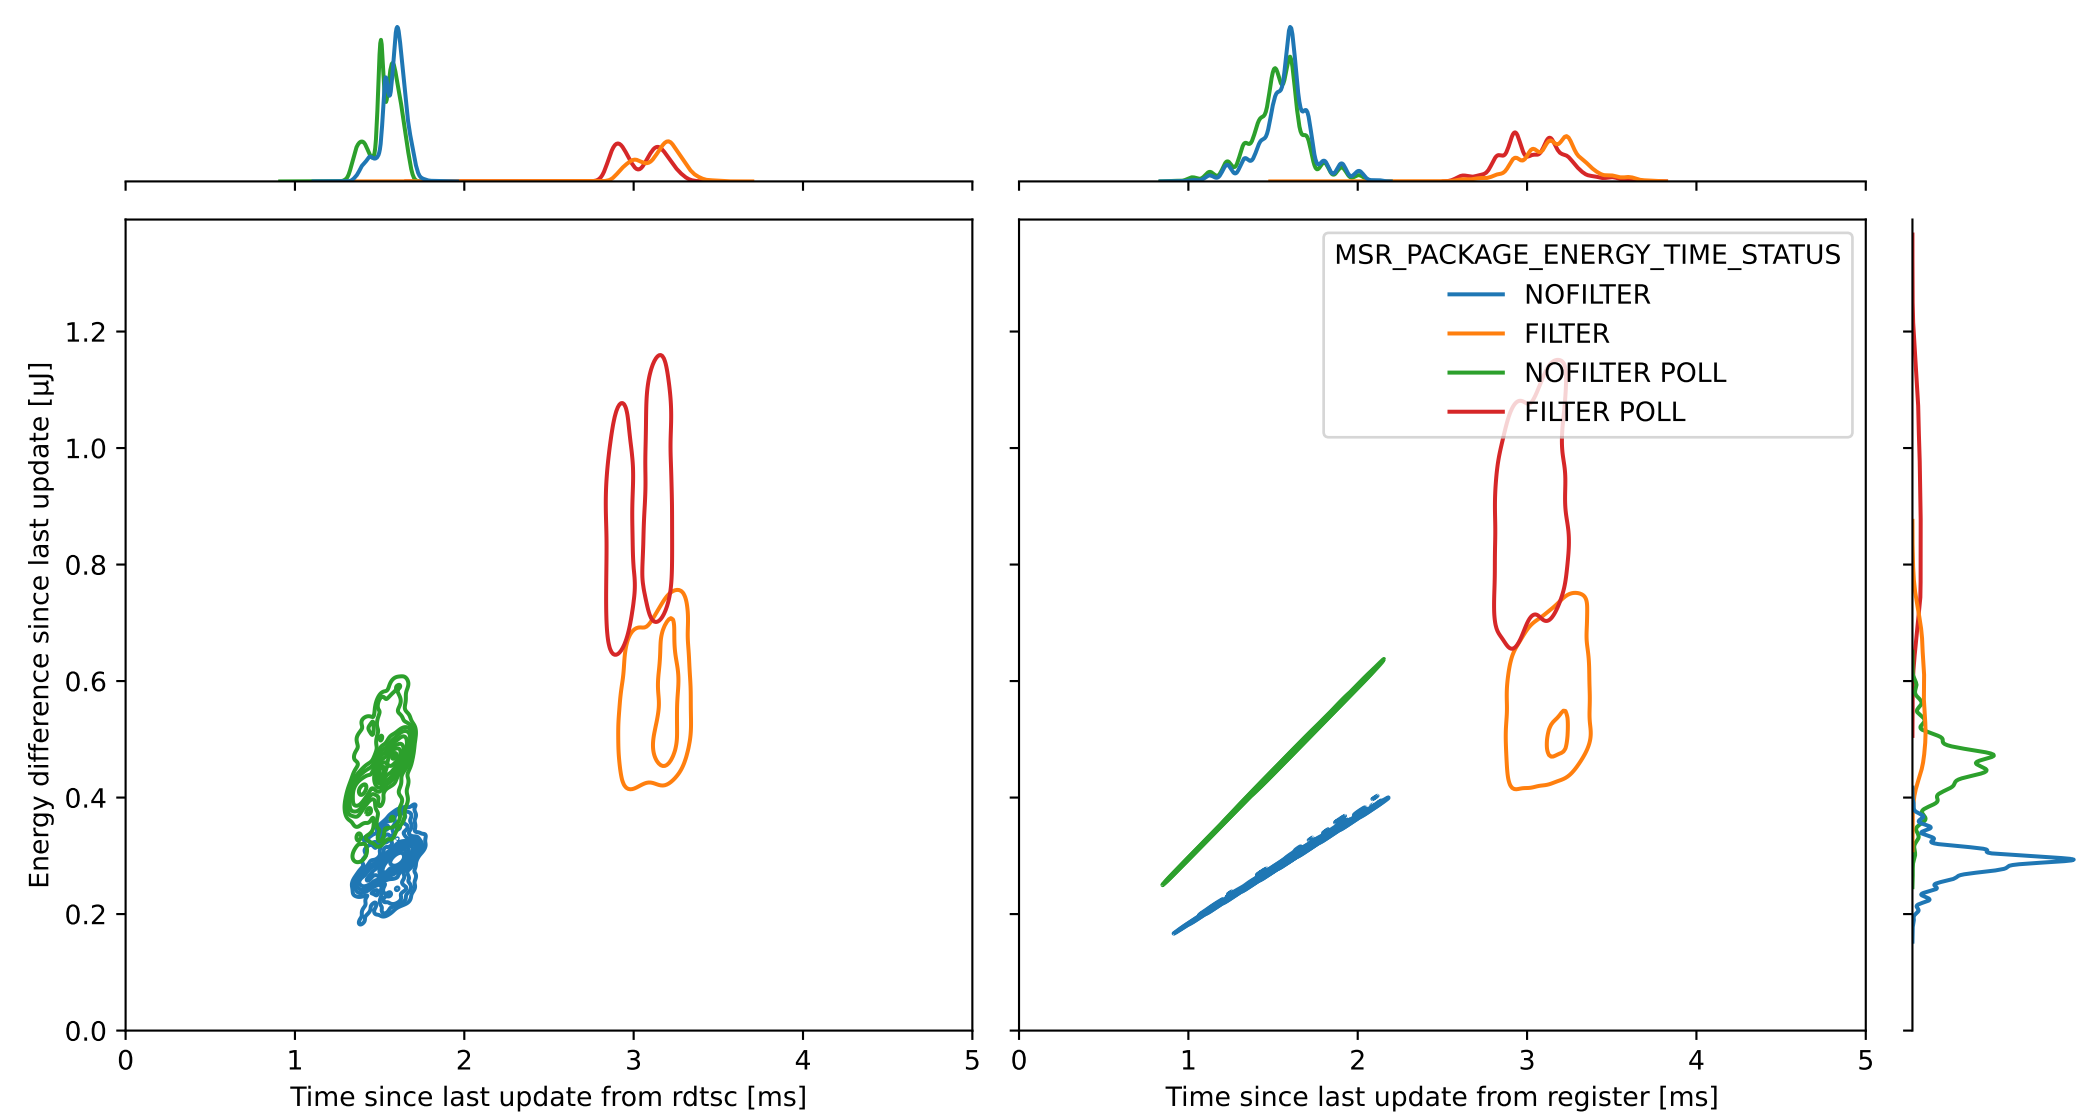 MSR_PACKAGE_ENERGY_TIME_STATUS
NOFILTER
FILTER
NOFILTER POLL
FILTER POLL
Energy difference since last update [µJ]
1.2
1.0
0.8
0.6
0.4
0.2
0.0
0 1 2 3 4 5
0 1 2 3 4 5
Time since last update from rdtsc [ms]
Time since last update from register [ms]